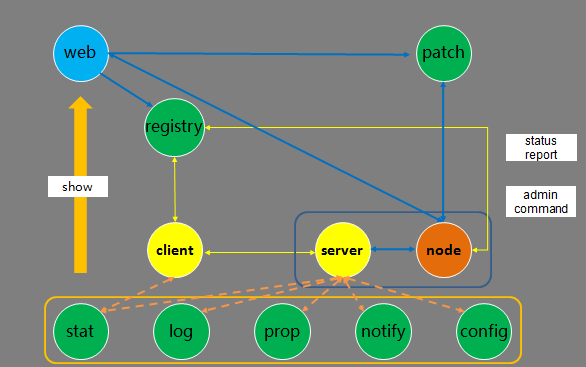 web
patch
registry
status
report
show
admin
command
client
server
node
stat
log
prop
notify
config